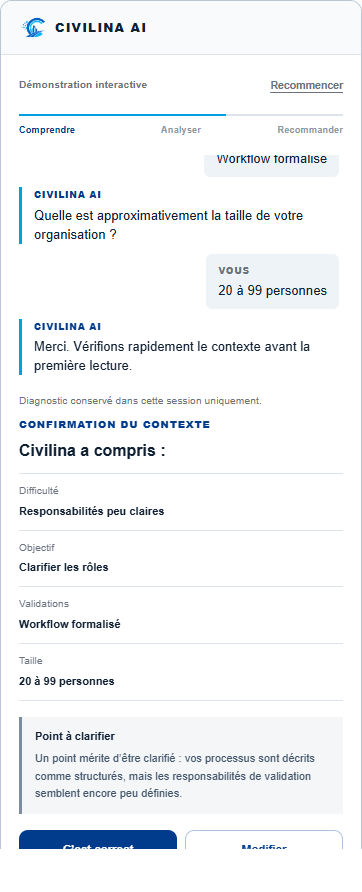 CIVILINA AI
Démonstration interactive
Recommencer
Comprendre
Analyser
Recommander
Workflow formalisé
CIVILINA AI
Quelle est approximativement la taille de votre
organisation ?
VOUS
20 à 99 personnes
CIVILINA AI
Merci. Vérifions rapidement le contexte avant la
première lecture.
Diagnostic conservé dans cette session uniquement.
CONFIRMATION DU CONTEXTE
Civilina a compris :
Difficulté
Responsabilités peu claires
Objectif
Clarifier les rôles
Validations
Workflow formalisé
Taille
20 à 99 personnes
Point à clarifier
Un point mérite d’être clarifié : vos processus sont décrits
comme structurés, mais les responsabilités de validation
semblent encore peu définies.
C'est correct
Modifier